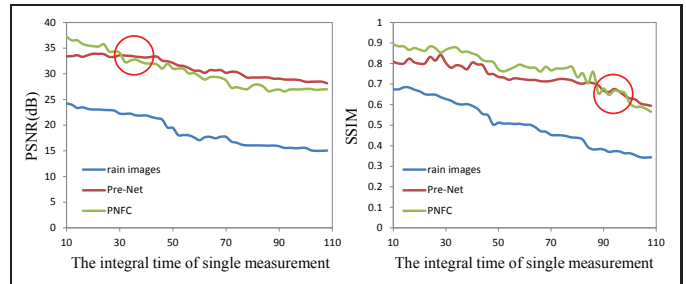 40
35
30
25
20
15
10
5
0
PSNR(dB)
rain images
Pre-Net
PNFC
10 30 50 70 90 110
The integral time of single measurement
1
0.9
0.8
0.7
0.6
0.5
0.4
0.3
0.2
0.1
0
SSIM
rain images
Pre-Net
PNFC
10 30 50 70 90 110
The integral time of single measurement